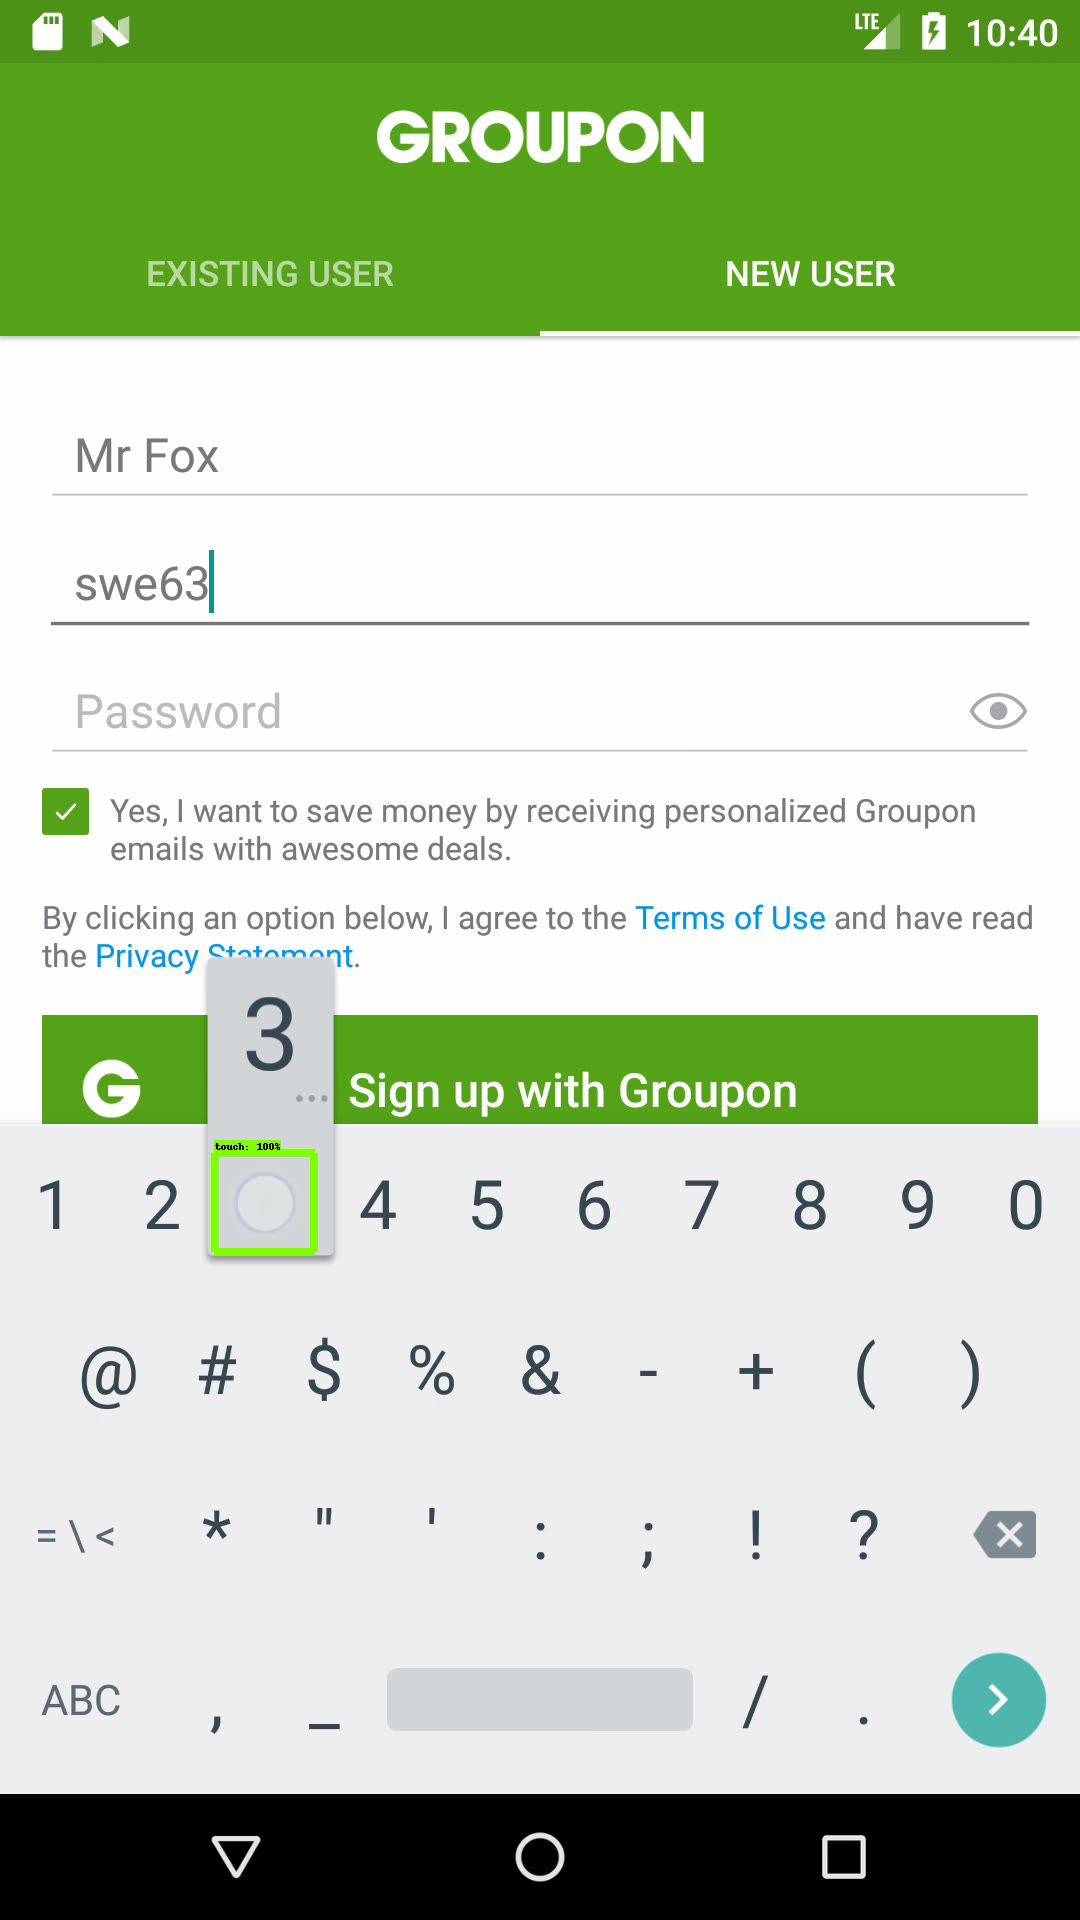 LTE 10:40
GROUPON
EXISTING USER NEW USER
Mr Fox
swe63
Password
Yes, I want to save money by receiving personalized Groupon
emails with awesome deals.
By clicking an option below, I agree to the Terms of Use and have read
the Privacy Statement.
3
...
G Sign up with Groupon
touch: 100%
1 2 4 5 6 7 8 9 0
@ # $ % & - + ( )
= \ < * " ' : ; ! ?
ABC , _ / .